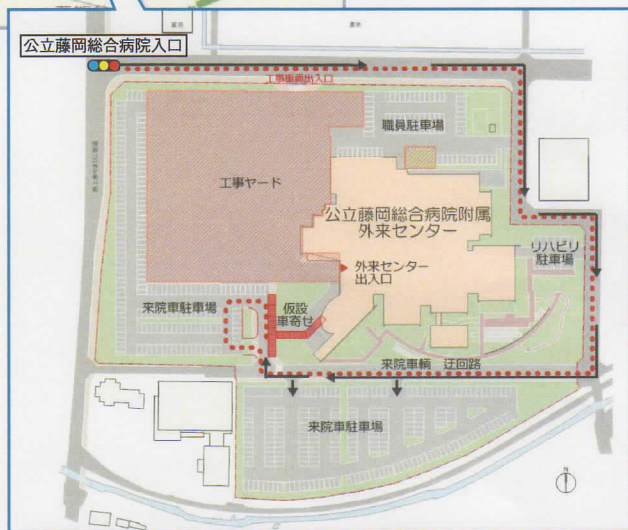 公立藤岡総合病院入口
工事車輌出入口
職員駐車場
工事ヤード
公立藤岡総合病院附属
外来センター
リハビリ
駐車場
外来センター
出入口
来院車駐車場
仮設
車寄せ
来院車輌 迂回路
来院車駐車場
N